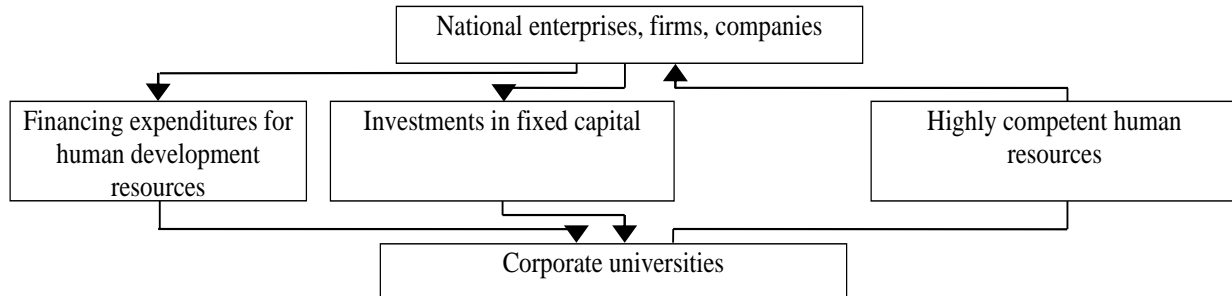 National enterprises, firms, companies
Financing expenditures for
human development
resources
Investments in fixed capital
Highly competent human
resources
Corporate universities